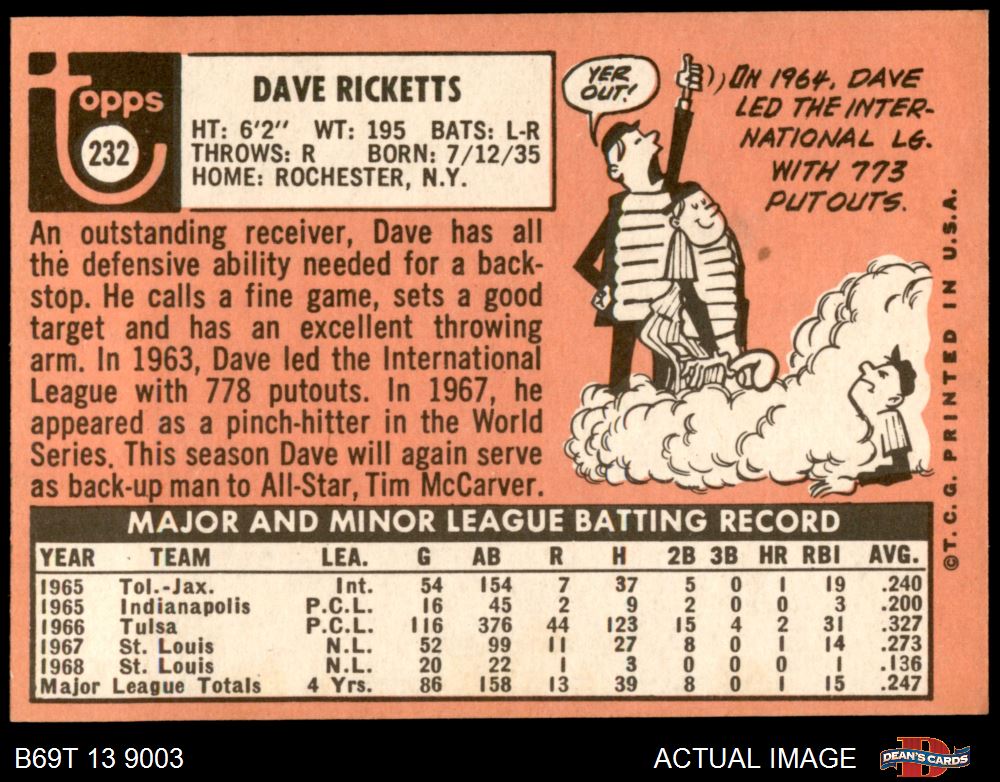 Topps
232
DAVE RICKETTS
HT: 6'2" WT: 195 BATS: L-R
THROWS: R BORN: 7/12/35
HOME: ROCHESTER, N.Y.
An outstanding receiver, Dave has all
the defensive ability needed for a back-
stop. He calls a fine game, sets a good
target and has an excellent throwing
arm. In 1963, Dave led the International
League with 778 putouts. In 1967, he
appeared as a pinch-hitter in the World
Series. This season Dave will again serve
as back-up man to All-Star, Tim McCarver.
YER
OUT!
IN 1964, DAVE
LED THE INTER-
NATIONAL LG.
WITH 773
PUTOUTS.
©T.C.G. PRINTED IN U.S.A.
MAJOR AND MINOR LEAGUE BATTING RECORD
YEAR TEAM LEA. G AB R H 2B 3B HR RBI AVG.
1965 Tol.-Jax. Int. 54 154 7 37 5 0 1 19 .240
1965 Indianapolis P.C.L. 16 45 2 9 2 0 0 3 .200
1966 Tulsa P.C.L. 116 376 44 123 15 4 2 31 .327
1967 St. Louis N.L. 52 99 11 27 8 0 1 14 .273
1968 St. Louis N.L. 20 22 1 3 0 0 0 1 .136
Major League Totals 4 Yrs. 86 158 13 39 8 0 1 15 .247
B69T 13 9003
ACTUAL IMAGE
DEAN'S CARDS